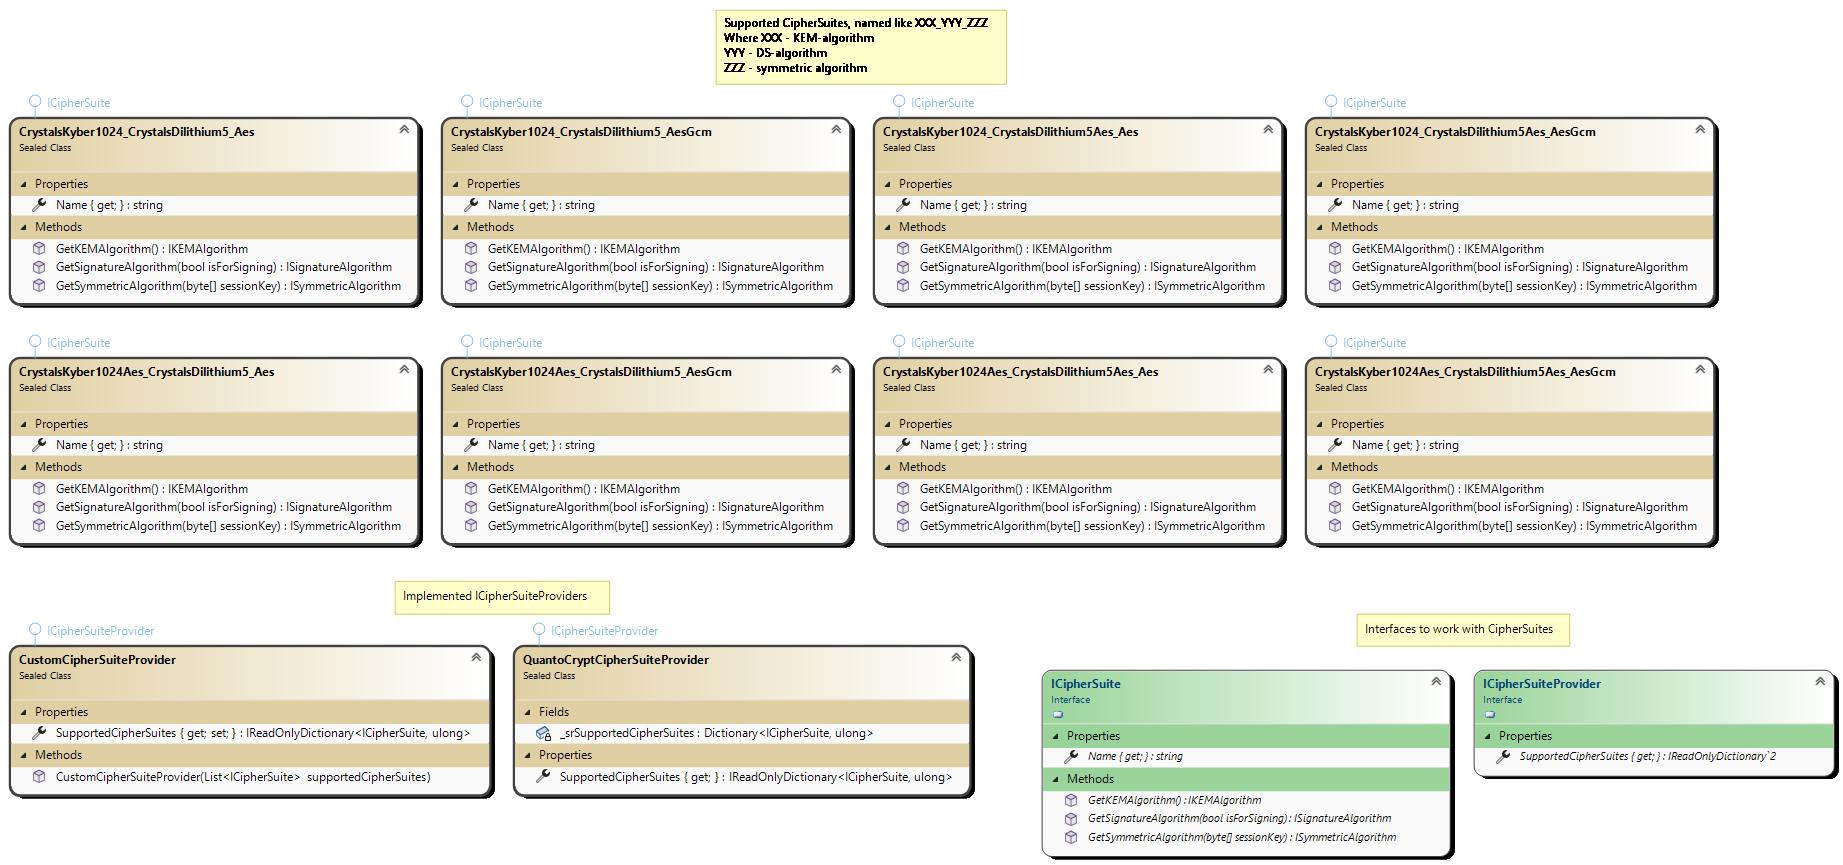 Supported CipherSuites, named like XXX_YYY_ZZZ
Where XXX - KEM-algorithm
YYY - DS-algorithm
ZZZ - symmetric algorithm
ICipherSuite
CrystalsKyber1024_CrystalsDilithium5_Aes
Sealed Class
Properties
Name { get; } : string
Methods
GetKEMAlgorithm() : IKEMAlgorithm
GetSignatureAlgorithm(bool isForSigning) : ISignatureAlgorithm
GetSymmetricAlgorithm(byte[] sessionKey) : ISymmetricAlgorithm
ICipherSuite
CrystalsKyber1024_CrystalsDilithium5_AesGcm
Sealed Class
Properties
Name { get; } : string
Methods
GetKEMAlgorithm() : IKEMAlgorithm
GetSignatureAlgorithm(bool isForSigning) : ISignatureAlgorithm
GetSymmetricAlgorithm(byte[] sessionKey) : ISymmetricAlgorithm
ICipherSuite
CrystalsKyber1024_CrystalsDilithium5Aes_Aes
Sealed Class
Properties
Name { get; } : string
Methods
GetKEMAlgorithm() : IKEMAlgorithm
GetSignatureAlgorithm(bool isForSigning) : ISignatureAlgorithm
GetSymmetricAlgorithm(byte[] sessionKey) : ISymmetricAlgorithm
ICipherSuite
CrystalsKyber1024_CrystalsDilithium5Aes_AesGcm
Sealed Class
Properties
Name { get; } : string
Methods
GetKEMAlgorithm() : IKEMAlgorithm
GetSignatureAlgorithm(bool isForSigning) : ISignatureAlgorithm
GetSymmetricAlgorithm(byte[] sessionKey) : ISymmetricAlgorithm
ICipherSuite
CrystalsKyber1024Aes_CrystalsDilithium5_Aes
Sealed Class
Properties
Name { get; } : string
Methods
GetKEMAlgorithm() : IKEMAlgorithm
GetSignatureAlgorithm(bool isForSigning) : ISignatureAlgorithm
GetSymmetricAlgorithm(byte[] sessionKey) : ISymmetricAlgorithm
ICipherSuite
CrystalsKyber1024Aes_CrystalsDilithium5_AesGcm
Sealed Class
Properties
Name { get; } : string
Methods
GetKEMAlgorithm() : IKEMAlgorithm
GetSignatureAlgorithm(bool isForSigning) : ISignatureAlgorithm
GetSymmetricAlgorithm(byte[] sessionKey) : ISymmetricAlgorithm
ICipherSuite
CrystalsKyber1024Aes_CrystalsDilithium5Aes_Aes
Sealed Class
Properties
Name { get; } : string
Methods
GetKEMAlgorithm() : IKEMAlgorithm
GetSignatureAlgorithm(bool isForSigning) : ISignatureAlgorithm
GetSymmetricAlgorithm(byte[] sessionKey) : ISymmetricAlgorithm
ICipherSuite
CrystalsKyber1024Aes_CrystalsDilithium5Aes_AesGcm
Sealed Class
Properties
Name { get; } : string
Methods
GetKEMAlgorithm() : IKEMAlgorithm
GetSignatureAlgorithm(bool isForSigning) : ISignatureAlgorithm
GetSymmetricAlgorithm(byte[] sessionKey) : ISymmetricAlgorithm
Implemented ICipherSuiteProviders
ICipherSuiteProvider
CustomCipherSuiteProvider
Sealed Class
Properties
SupportedCipherSuites { get; set; } : IReadOnlyDictionary<ICipherSuite, ulong>
Methods
CustomCipherSuiteProvider(List<ICipherSuite> supportedCipherSuites)
ICipherSuiteProvider
QuantoCryptCipherSuiteProvider
Sealed Class
Fields
_srSupportedCipherSuites : Dictionary<ICipherSuite, ulong>
Properties
SupportedCipherSuites { get; } : IReadOnlyDictionary<ICipherSuite, ulong>
Interfaces to work with CipherSuites
ICipherSuite
Interface
Properties
Name { get; } : string
Methods
GetKEMAlgorithm() : IKEMAlgorithm
GetSignatureAlgorithm(bool isForSigning) : ISignatureAlgorithm
GetSymmetricAlgorithm(byte[] sessionKey) : ISymmetricAlgorithm
ICipherSuiteProvider
Interface
Properties
SupportedCipherSuites { get; } : IReadOnlyDictionary`2